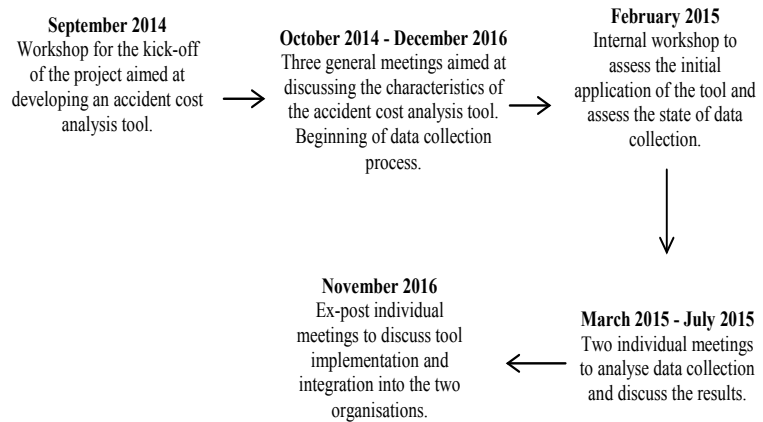 September 2014
Workshop for the kick-off
of the project aimed at
developing an accident cost
analysis tool.
October 2014 - December 2016
Three general meetings aimed at
discussing the characteristics of
the accident cost analysis tool.
Beginning of data collection
process.
February 2015
Internal workshop to
assess the initial
application of the tool and
assess the state of data
collection.
March 2015 - July 2015
Two individual meetings
to analyse data collection
and discuss the results.
November 2016
Ex-post individual
meetings to discuss tool
implementation and
integration into the two
organisations.